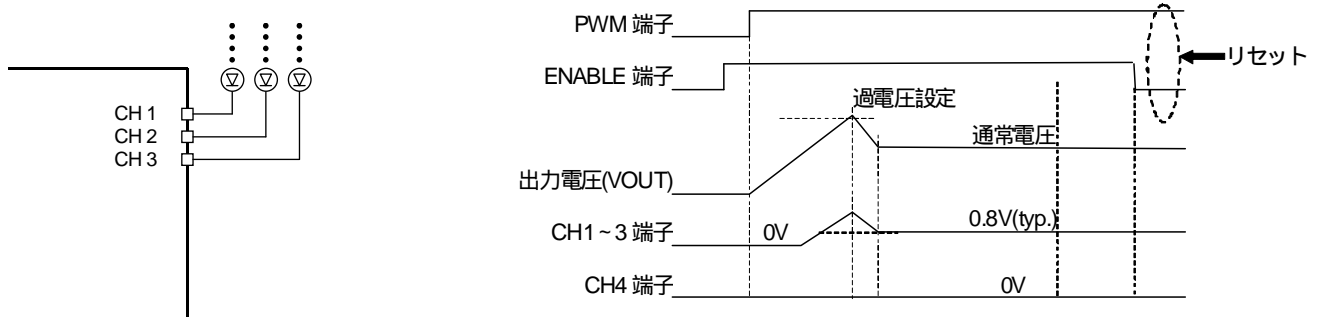 CH 1
CH 2
CH 3
PWM 端子
ENABLE 端子
リセット
過電圧設定
通常電圧
出力電圧(VOUT)
CH1 ~ 3 端子
0V
0.8V(typ.)
CH4 端子
0V